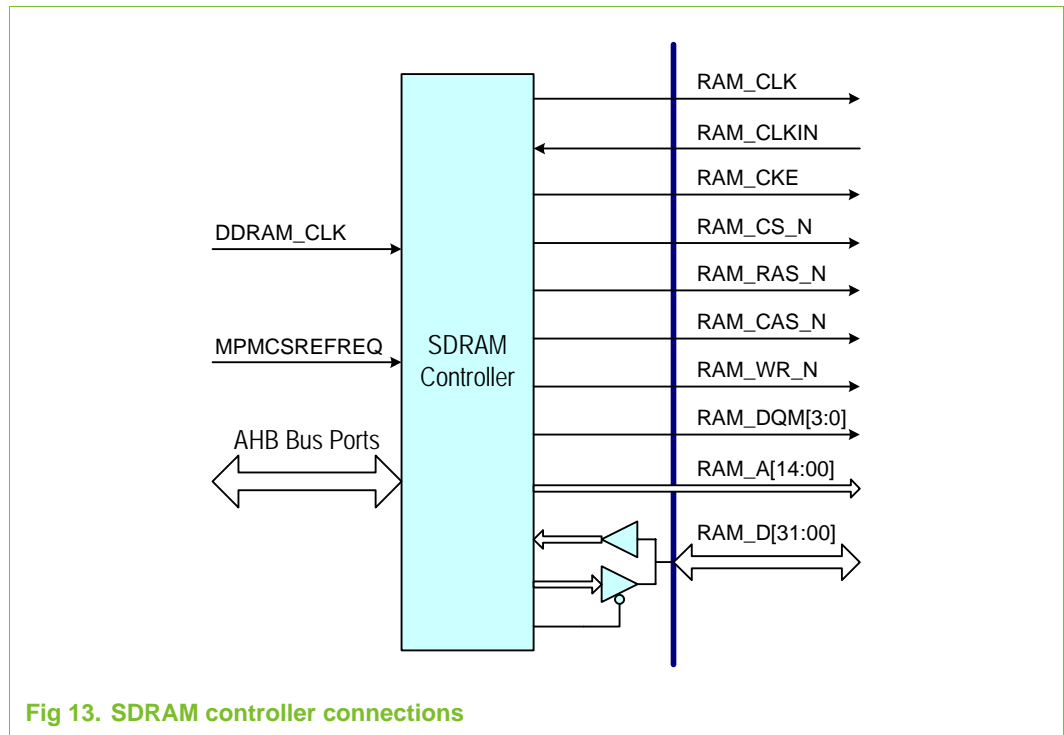 RAM_CLK
RAM_CLKIN
RAM_CKE
DDRAM_CLK
RAM_CS_N
RAM_RAS_N
MPMCSREFREQ
SDRAM
Controller
RAM_CAS_N
RAM_WR_N
RAM_DQM[3:0]
AHB Bus Ports
RAM_A[14:00]
RAM_D[31:00]
Fig 13. SDRAM controller connections